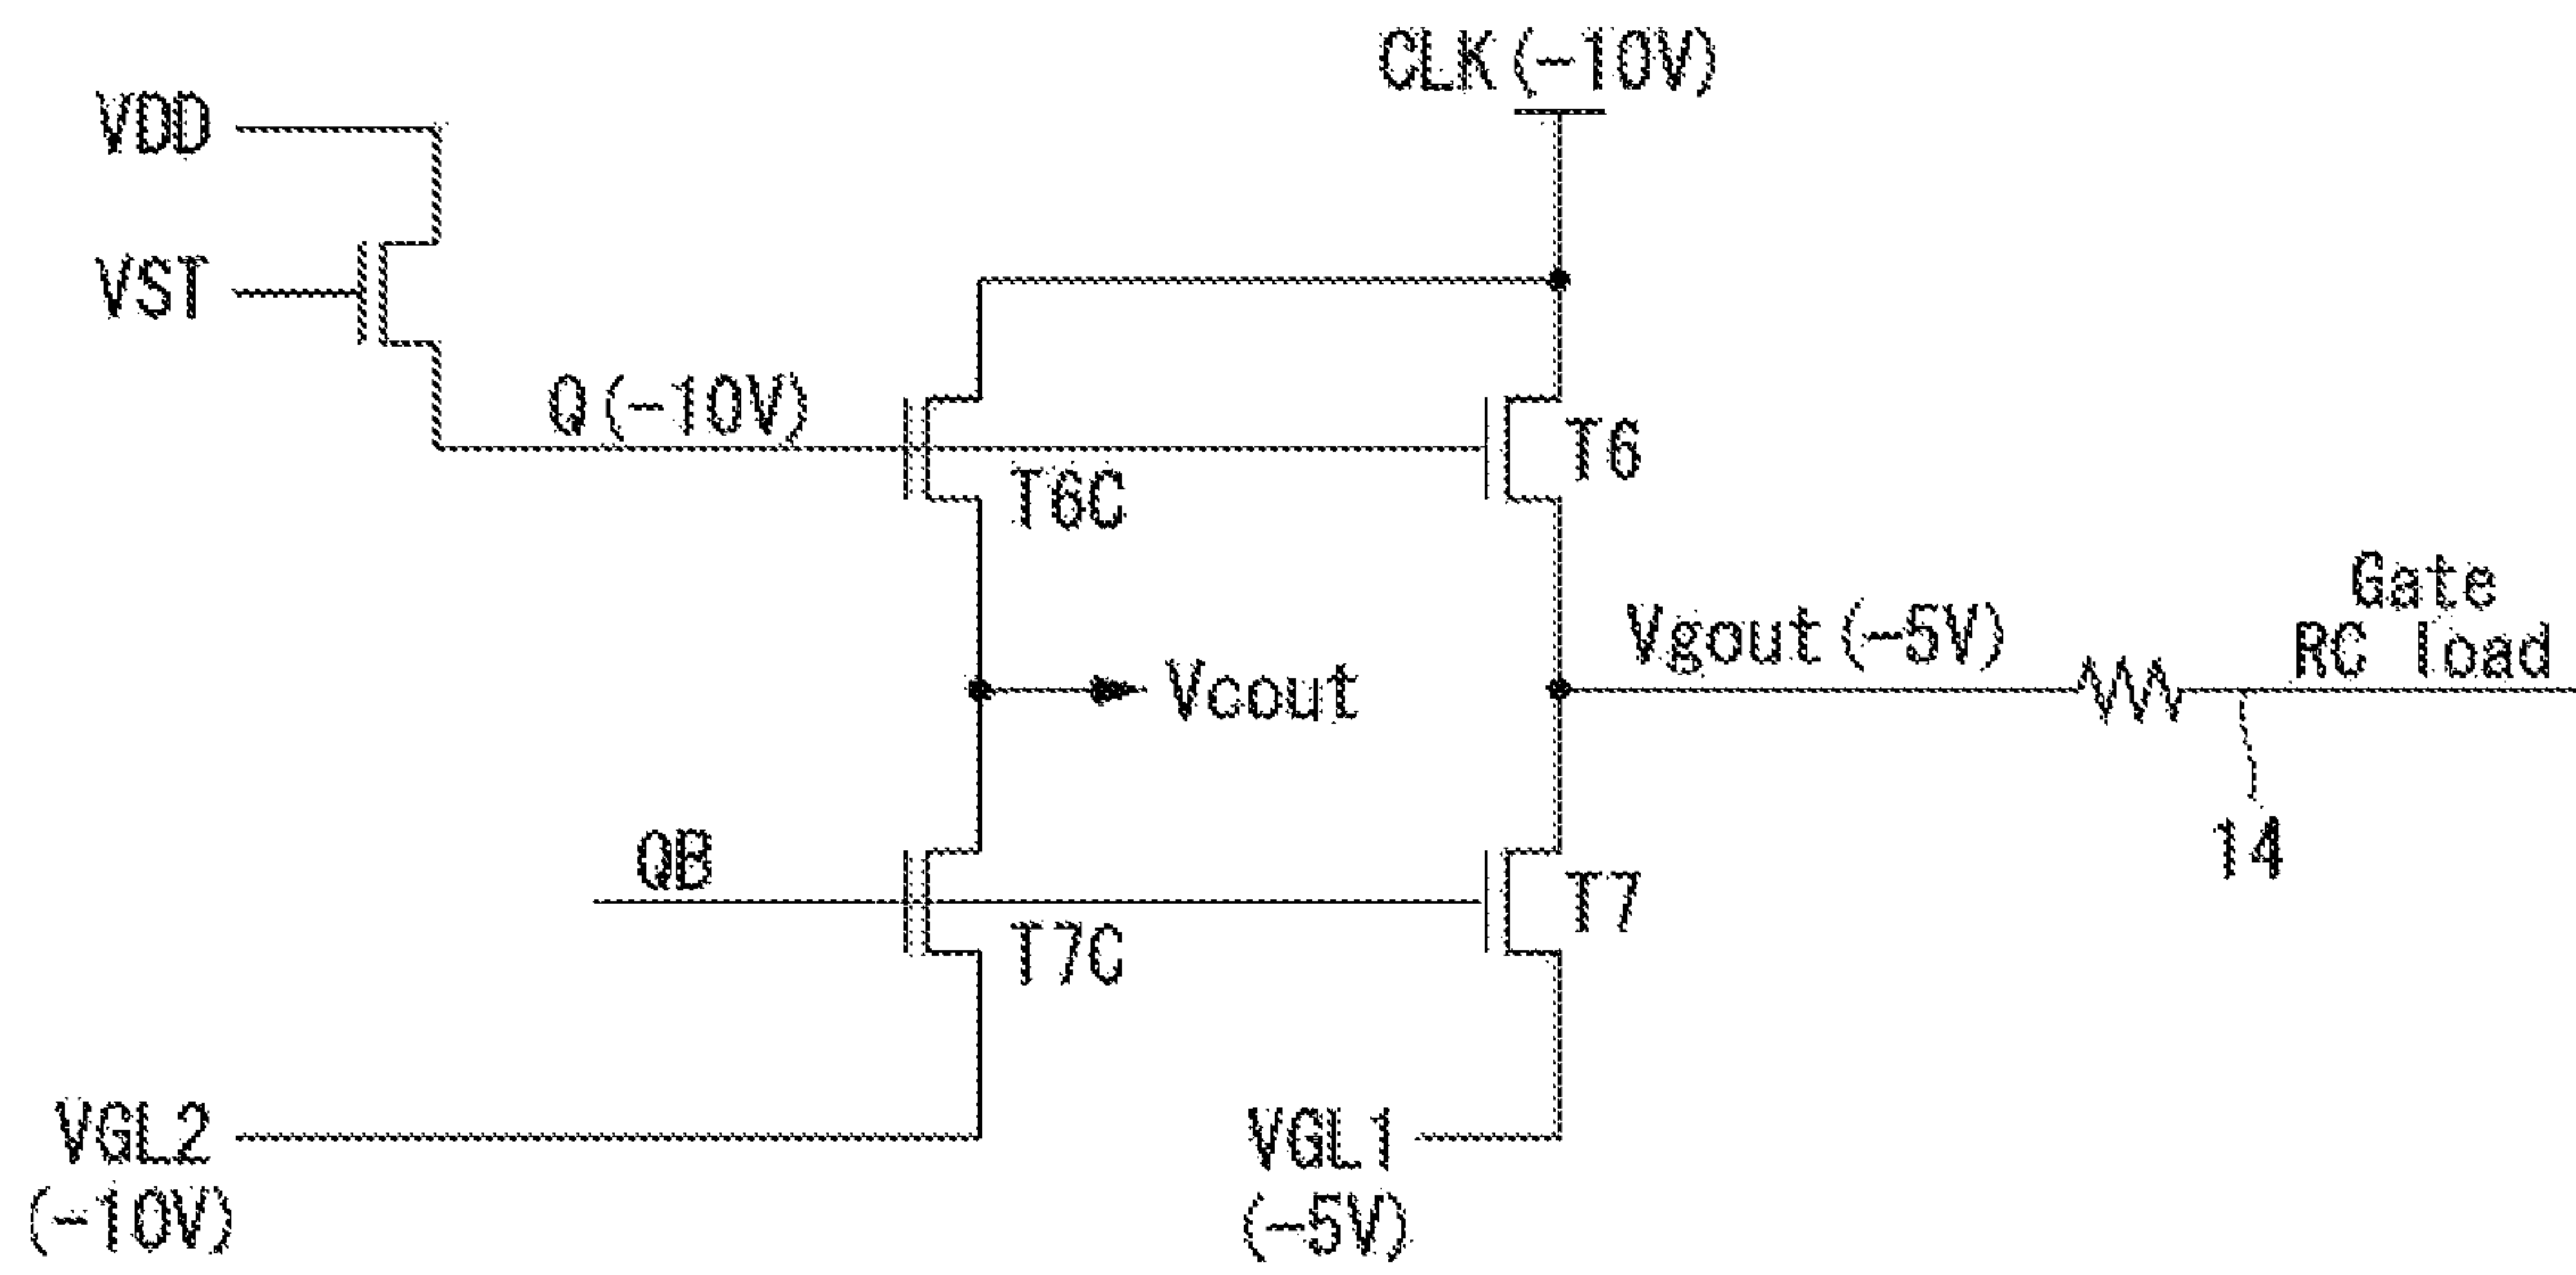 CLK(-10V)
VDD
VST
Q(-10V)
T6C
T6
Vcout
Vgout(-5V)
Gate
RC load
14
QB
T7C
T7
VGL2
(-10V)
VGL1
(-5V)